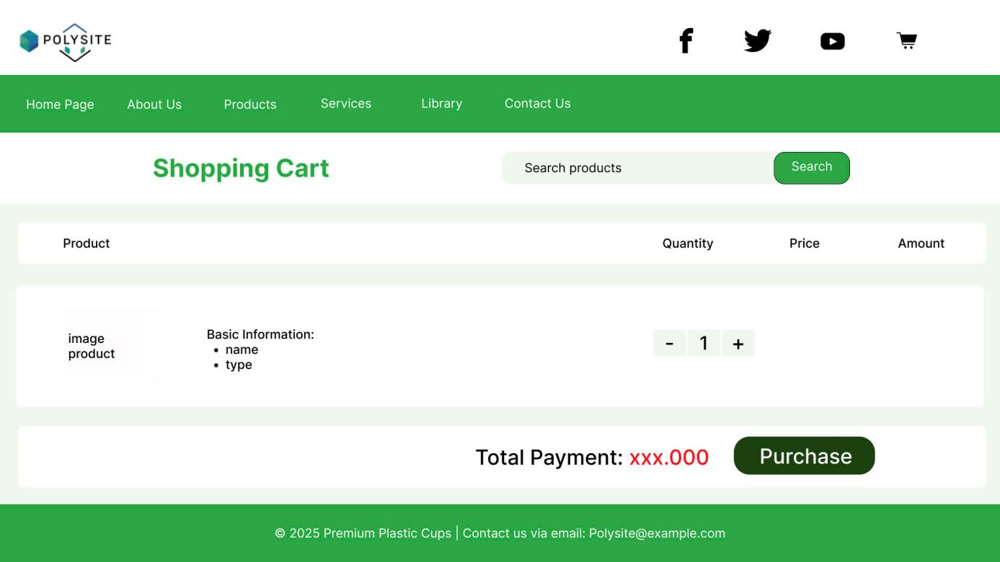 POLYSITE
Home Page About Us Products Services Library Contact Us
Shopping Cart
Search products Search
Product Quantity Price Amount
image
product
Basic Information:
• name
• type
- 1 +
Total Payment: xxx.000 Purchase
© 2025 Premium Plastic Cups | Contact us via email: Polysite@example.com